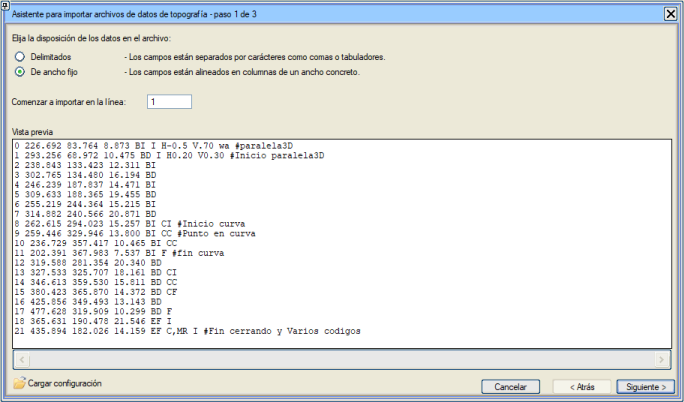 Asistente para importar archivos de datos de topografía - paso 1 de 3
Elija la disposición de los datos en el archivo:
Delimitados - Los campos están separados por carácteres como comas o tabuladores.
De ancho fijo - Los campos están alineados en columnas de un ancho concreto.
Comenzar a importar en la línea: 1
Vista previa
0 226.692 83.764 8.873 BI I H-0.5 V.70 wa #paralela3D
1 293.256 68.972 10.475 BD I H0.20 V0.30 #Inicio paralela3D
2 238.843 133.423 12.311 BI
3 302.765 134.480 16.194 BD
4 246.239 187.837 14.471 BI
5 309.633 188.365 19.455 BD
6 255.219 244.364 15.215 BI
7 314.882 240.566 20.871 BD
8 262.615 294.023 15.257 BI CI #Inicio curva
9 259.446 329.946 13.800 BI CC #Punto en curva
10 236.729 357.417 10.465 BI CC
11 202.391 367.983 7.537 BI F #fin curva
12 319.588 281.354 20.340 BD
13 327.533 325.707 18.161 BD CI
14 346.613 359.530 15.811 BD CC
15 380.423 365.870 14.372 BD CF
16 425.856 349.493 13.143 BD
17 477.628 319.909 10.299 BD F
18 365.631 190.478 21.546 EF I
21 435.894 182.026 14.159 EF C,MR I #Fin cerrando y Varios codigos
Cargar configuración
Cancelar
< Atrás
Siguiente >